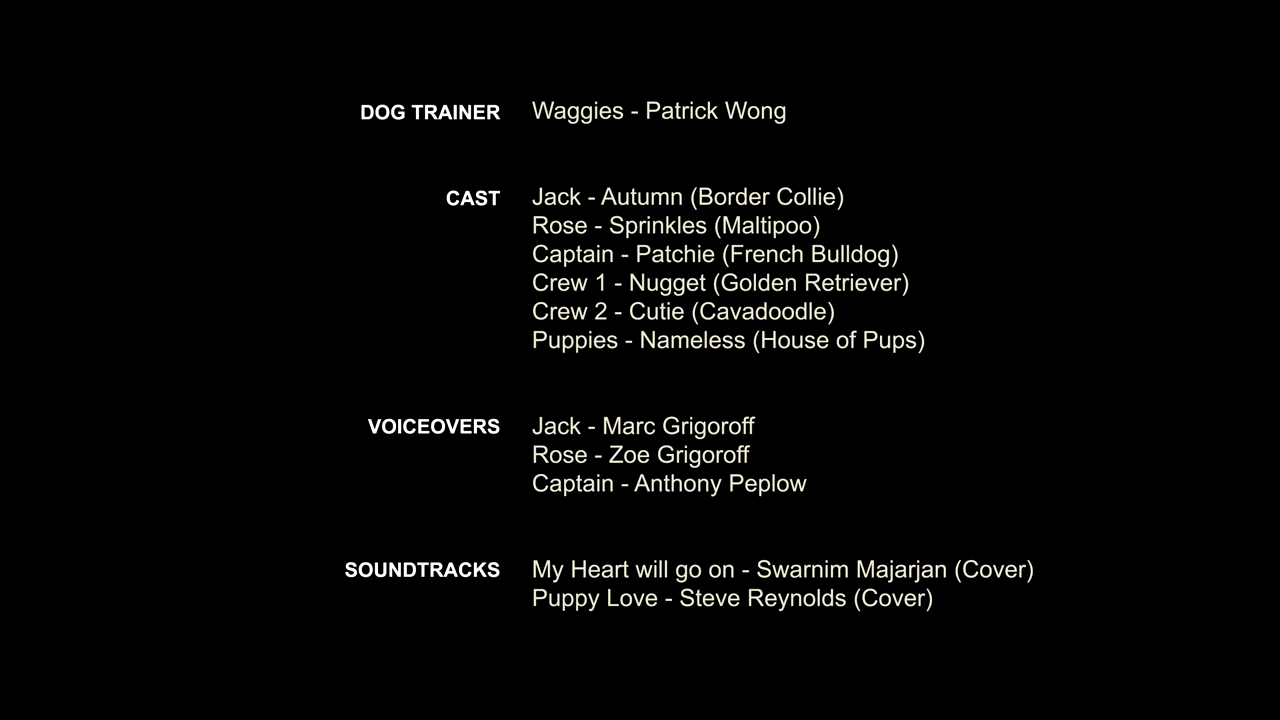 DOG TRAINER Waggies - Patrick Wong
CAST Jack - Autumn (Border Collie)
Rose - Sprinkles (Maltipoo)
Captain - Patchie (French Bulldog)
Crew 1 - Nugget (Golden Retriever)
Crew 2 - Cutie (Cavadoodle)
Puppies - Nameless (House of Pups)
VOICEOVERS Jack - Marc Grigoroff
Rose - Zoe Grigoroff
Captain - Anthony Peplow
SOUNDTRACKS My Heart will go on - Swarnim Majarjan (Cover)
Puppy Love - Steve Reynolds (Cover)